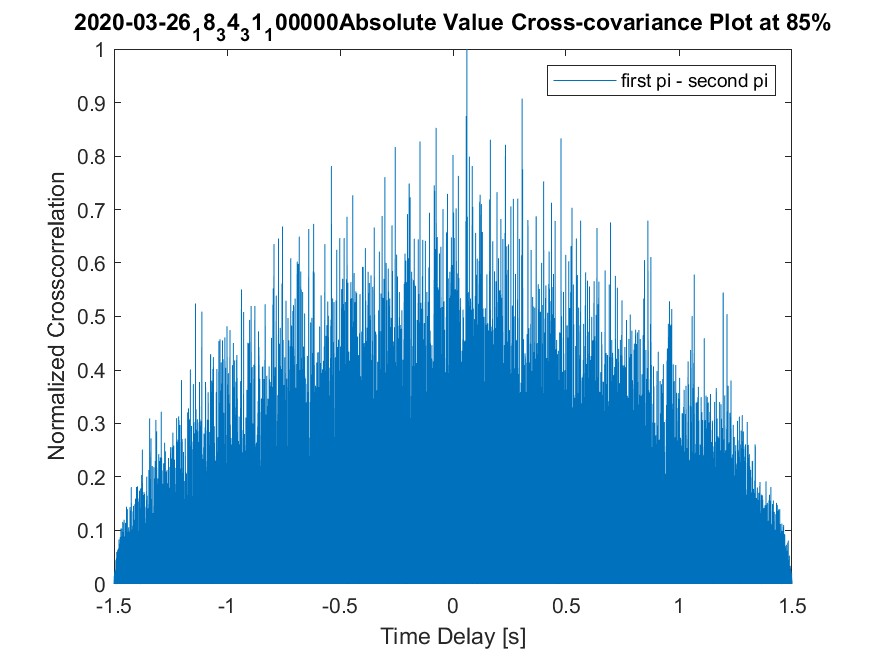 2020-03-26₁8₃4₃1₁00000Absolute Value Cross-covariance Plot at 85%
first pi - second pi
1
0.9
0.8
0.7
0.6
0.5
0.4
0.3
0.2
0.1
0
Normalized Crosscorrelation
-1.5 -1 -0.5 0 0.5 1 1.5
Time Delay [s]